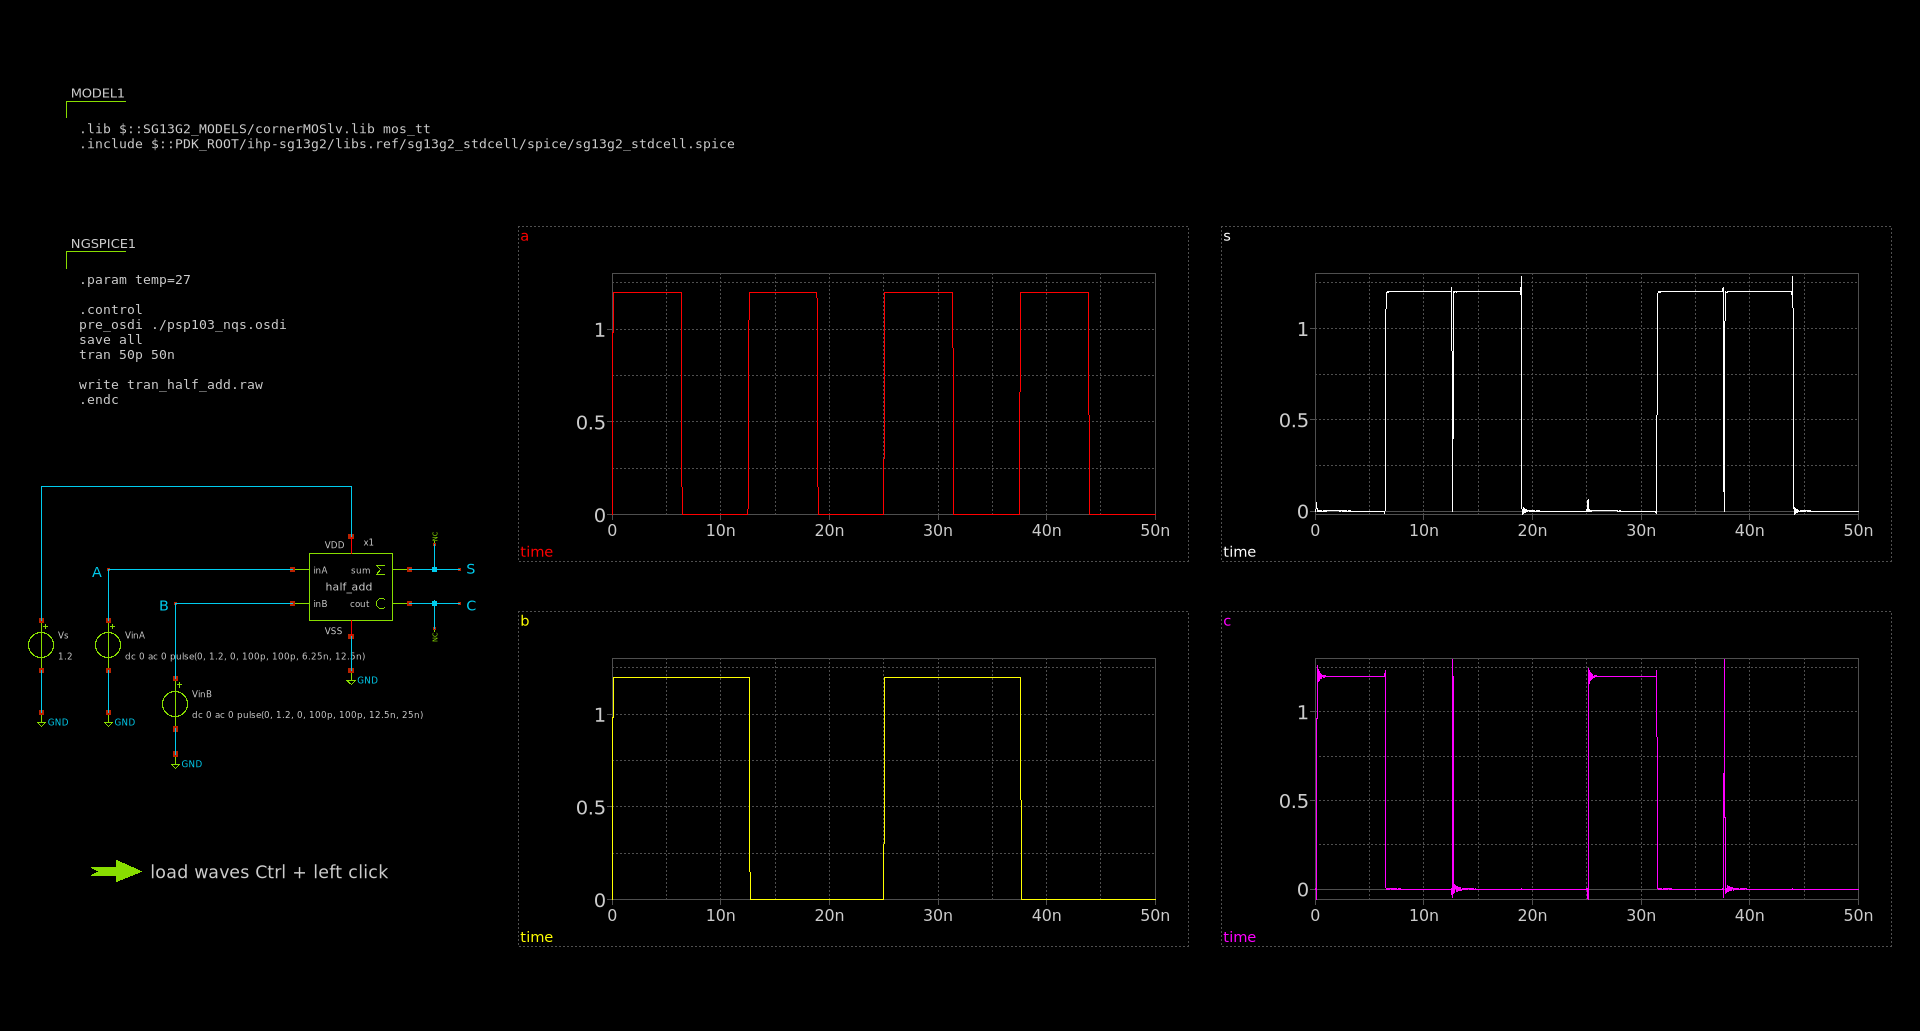 MODEL1
.lib $::SG13G2_MODELS/cornerMOSlv.lib mos_tt
.include $::PDK_ROOT/ihp-sg13g2/libs.ref/sg13g2_stdcell/spice/sg13g2_stdcell.spice
NGSPICE1
.param temp=27
.control
pre_osdi ./psp103_nqs.osdi
save all
tran 50p 50n
write tran_half_add.raw
.endc
VDD x1
A inA sum Σ S
half_add
B inB cout C C
VSS
NC
NC
Vs
1.2
VinA
dc 0 ac 0 pulse(0, 1.2, 0, 100p, 100p, 6.25n, 12.5n)
GND
VinB
dc 0 ac 0 pulse(0, 1.2, 0, 100p, 100p, 12.5n, 25n)
GND GND
GND
load waves Ctrl + left click
a
1
0.5
0
0 10n 20n 30n 40n 50n
time
s
1
0.5
0
0 10n 20n 30n 40n 50n
time
b
1
0.5
0
0 10n 20n 30n 40n 50n
time
c
1
0.5
0
0 10n 20n 30n 40n 50n
time